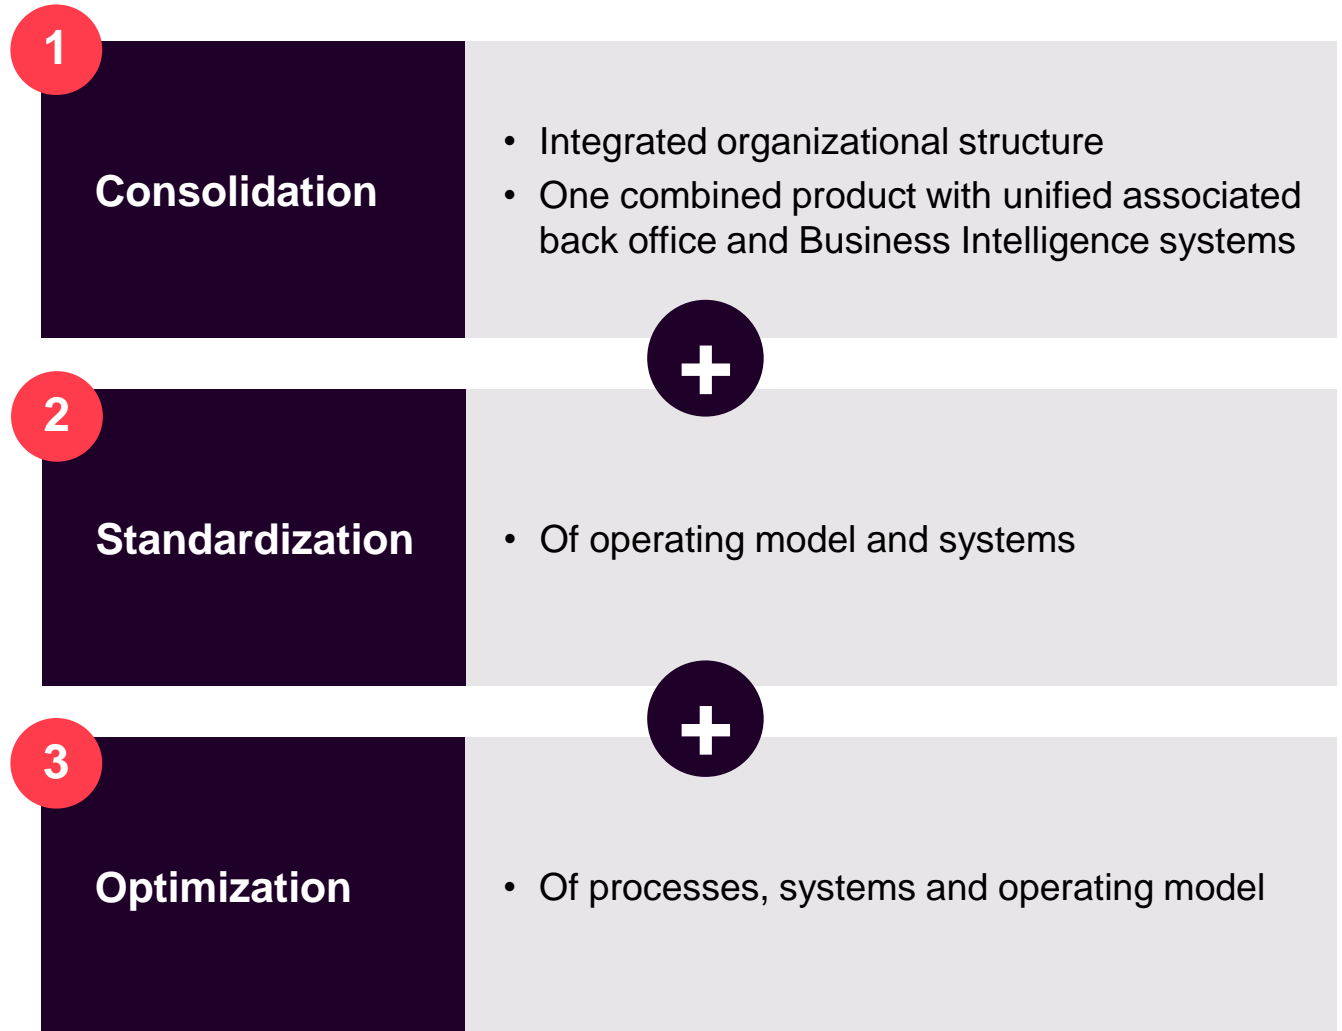 1
Consolidation
• Integrated organizational structure
• One combined product with unified associated
back office and Business Intelligence systems
+
2
Standardization
• Of operating model and systems
+
3
Optimization
• Of processes, systems and operating model